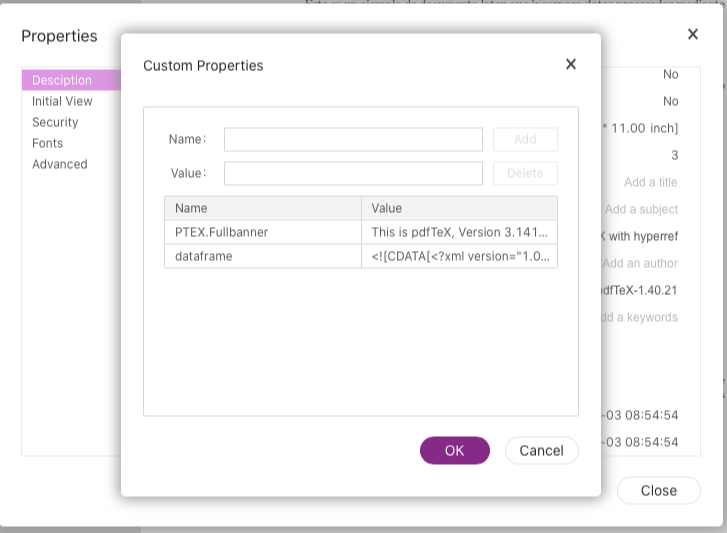 Properties
Custom Properties
Desciption
Initial View
Security
Fonts
Advanced
Name:
Add
Value:
Delete
Name Value
PTEX.Fullbanner This is pdfTeX, Version 3.141...
dataframe <![CDATA[<?xml version="1.0...
OK
Cancel
No
No
* 11.00 inch]
3
Add a title
Add a subject
with hyperref
Add an author
dfTeX-1.40.21
dd a keywords
-03 08:54:54
-03 08:54:54
Close